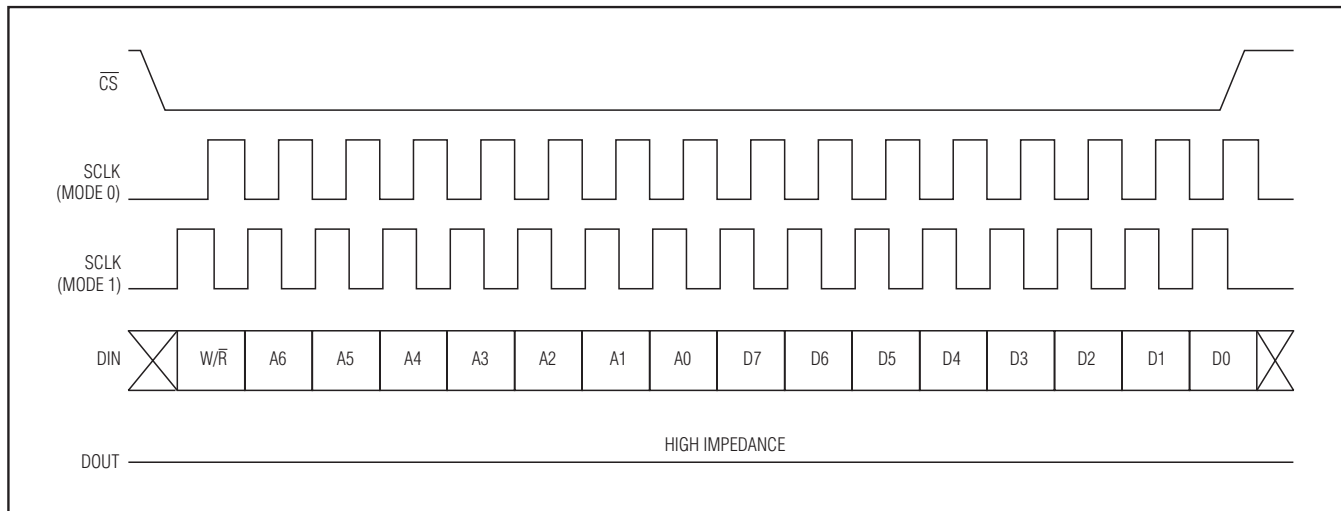 C̅S̅
SCLK
(MODE 0)
SCLK
(MODE 1)
DIN W/R̅ A6 A5 A4 A3 A2 A1 A0 D7 D6 D5 D4 D3 D2 D1 D0
HIGH IMPEDANCE
DOUT